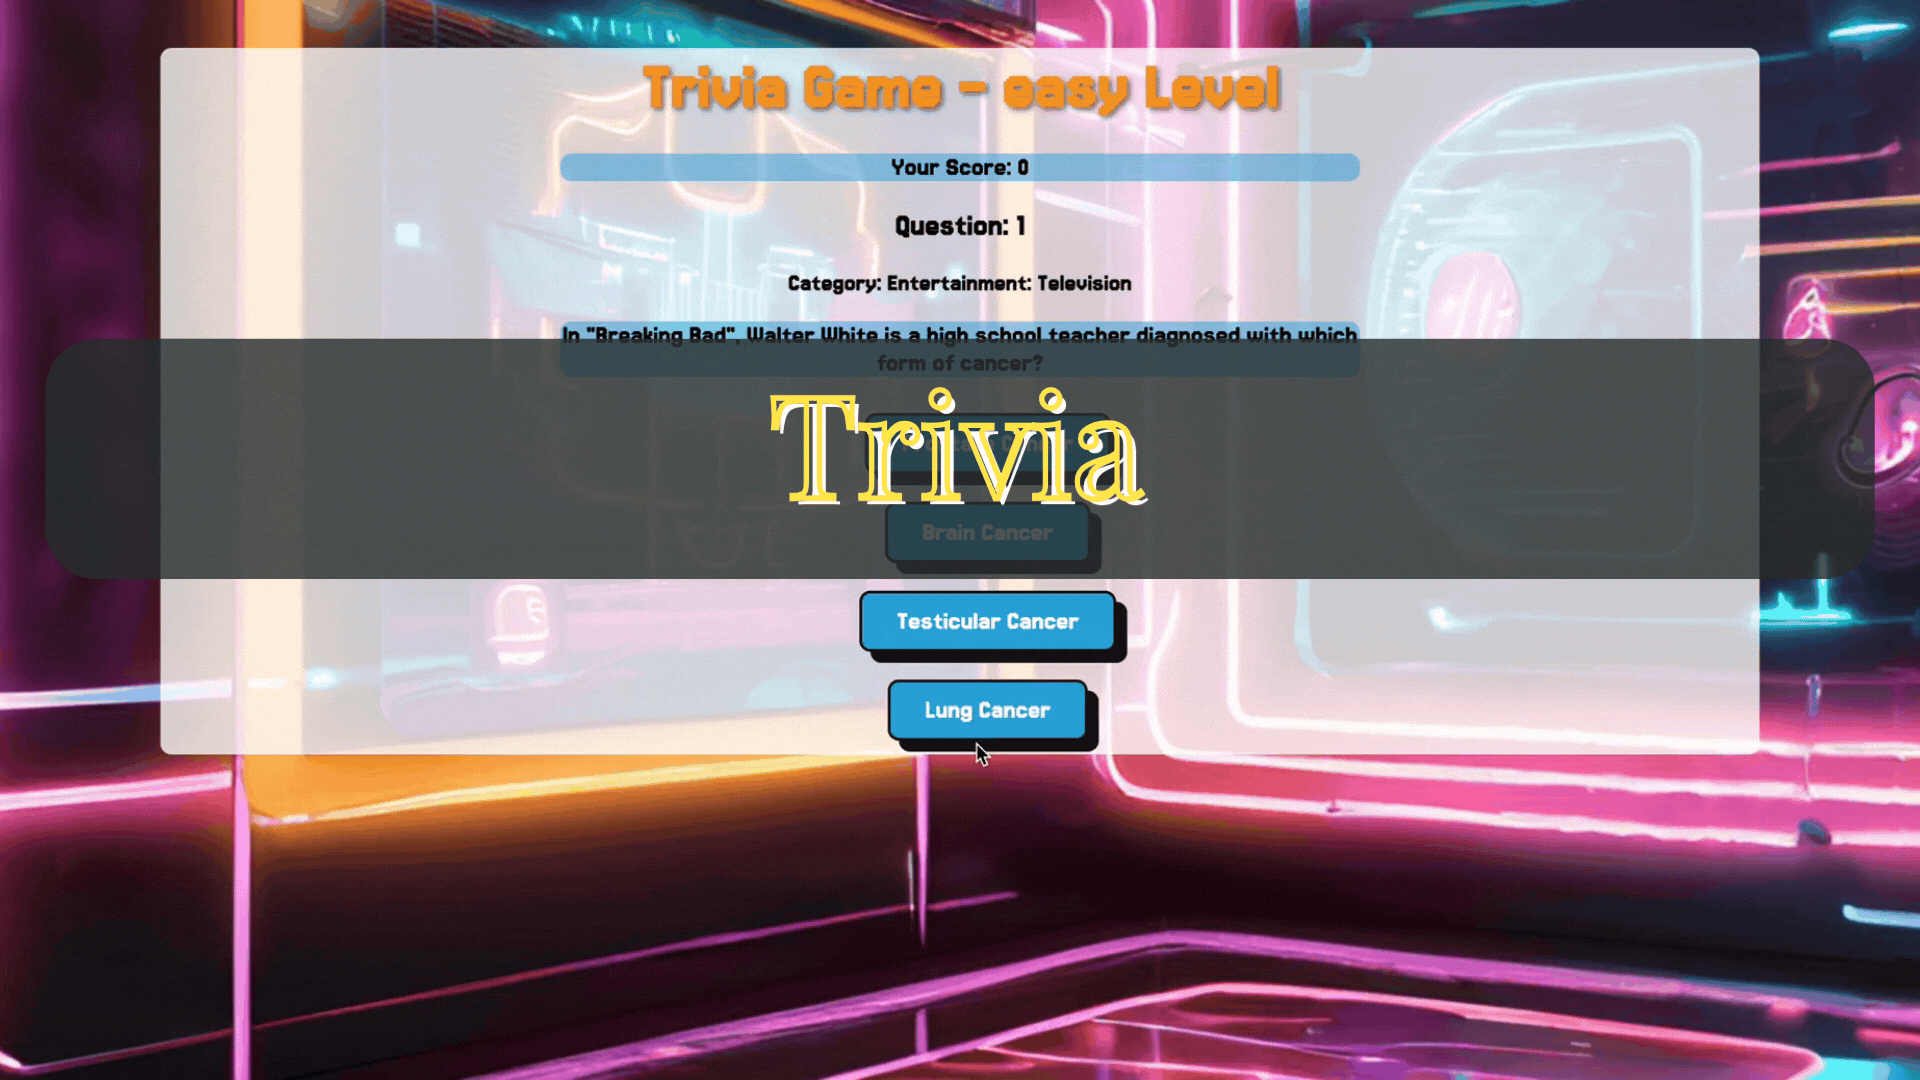 Trivia Game - easy Level
Your Score: 0
Question: 1
Category: Entertainment: Television
In "Breaking Bad", Walter White is a high school teacher diagnosed with which
form of cancer?
Trivia
Brain Cancer
Testicular Cancer
Lung Cancer